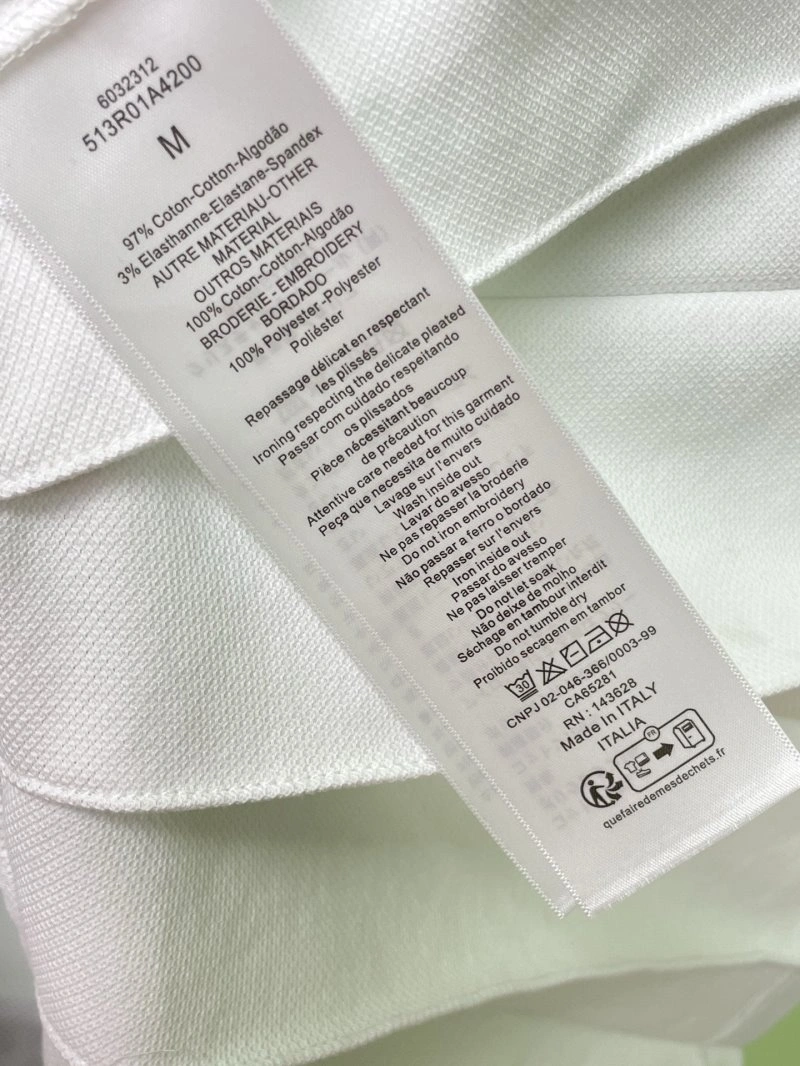 6032312
513R01A4200
M
97% Coton-Cotton-Algodão
3% Elasthanne-Elastane-Spandex
AUTRE MATERIAU-OTHER
MATERIAL
OUTROS MATERIAIS
100% Coton-Cotton-Algodão
BRODERIE - EMBROIDERY
BORDADO
100% Polyester-Polyester
Poliéster
Repassage délicat en respectant
les plissés
Ironing respecting the delicate pleated
Passar com cuidado respeitando
os plissados
Pièce nécessitant beaucoup
de précaution
Attentive care needed for this garment
Peça que necessita de muito cuidado
Lavage sur l'envers
Wash inside out
Lavar do avesso
Ne pas repasser la broderie
Do not iron embroidery
Não passar a ferro o bordado
Repasser sur l'envers
Iron inside out
Passar do avesso
Ne pas laisser tremper
Do not let soak
Não deixe de molho
Séchage en tambour interdit
Do not tumble dry
Proibido secagem em tambor
30
CNPJ 02-046-366/0003-99
CA65281
RN : 143628
Made In ITALY
ITALIA
FR
quefairedemesdechets.fr